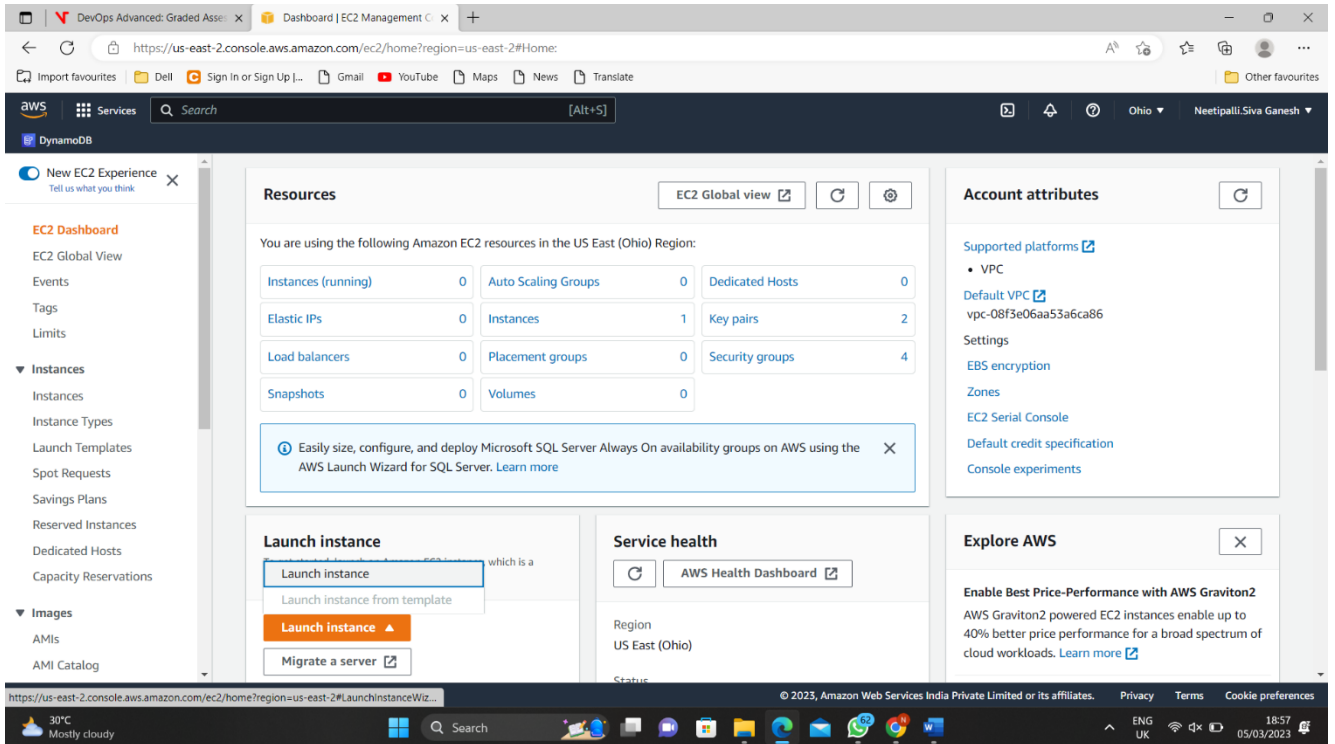 DevOps Advanced: Graded Asses
Dashboard | EC2 Management C
https://us-east-2.console.aws.amazon.com/ec2/home?region=us-east-2#Home:
Import favourites
Dell
Sign In or Sign Up |...
Gmail
YouTube
Maps
News
Translate
Other favourites
aws
Services
Search
[Alt+S]
Ohio
Neetipalli.Siva Ganesh
DynamoDB
New EC2 Experience
Tell us what you think
EC2 Dashboard
EC2 Global View
Events
Tags
Limits
Instances
Instances
Instance Types
Launch Templates
Spot Requests
Savings Plans
Reserved Instances
Dedicated Hosts
Capacity Reservations
Images
AMIs
AMI Catalog
Resources
EC2 Global view
You are using the following Amazon EC2 resources in the US East (Ohio) Region:
Instances (running) 0
Auto Scaling Groups 0
Dedicated Hosts 0
Elastic IPs 0
Instances 1
Key pairs 2
Load balancers 0
Placement groups 0
Security groups 4
Snapshots 0
Volumes 0
Easily size, configure, and deploy Microsoft SQL Server Always On availability groups on AWS using the
AWS Launch Wizard for SQL Server. Learn more
Launch instance
which is a
Launch instance
Launch instance from template
Launch instance
Migrate a server
Service health
AWS Health Dashboard
Region
US East (Ohio)
Status
Account attributes
Supported platforms
• VPC
Default VPC
vpc-08f3e06aa53a6ca86
Settings
EBS encryption
Zones
EC2 Serial Console
Default credit specification
Console experiments
Explore AWS
Enable Best Price-Performance with AWS Graviton2
AWS Graviton2 powered EC2 instances enable up to
40% better price performance for a broad spectrum of
cloud workloads. Learn more
https://us-east-2.console.aws.amazon.com/ec2/home?region=us-east-2#LaunchInstanceWiz...
© 2023, Amazon Web Services India Private Limited or its affiliates.
Privacy
Terms
Cookie preferences
30°C
Mostly cloudy
Search
62
ENG
UK
18:57
05/03/2023